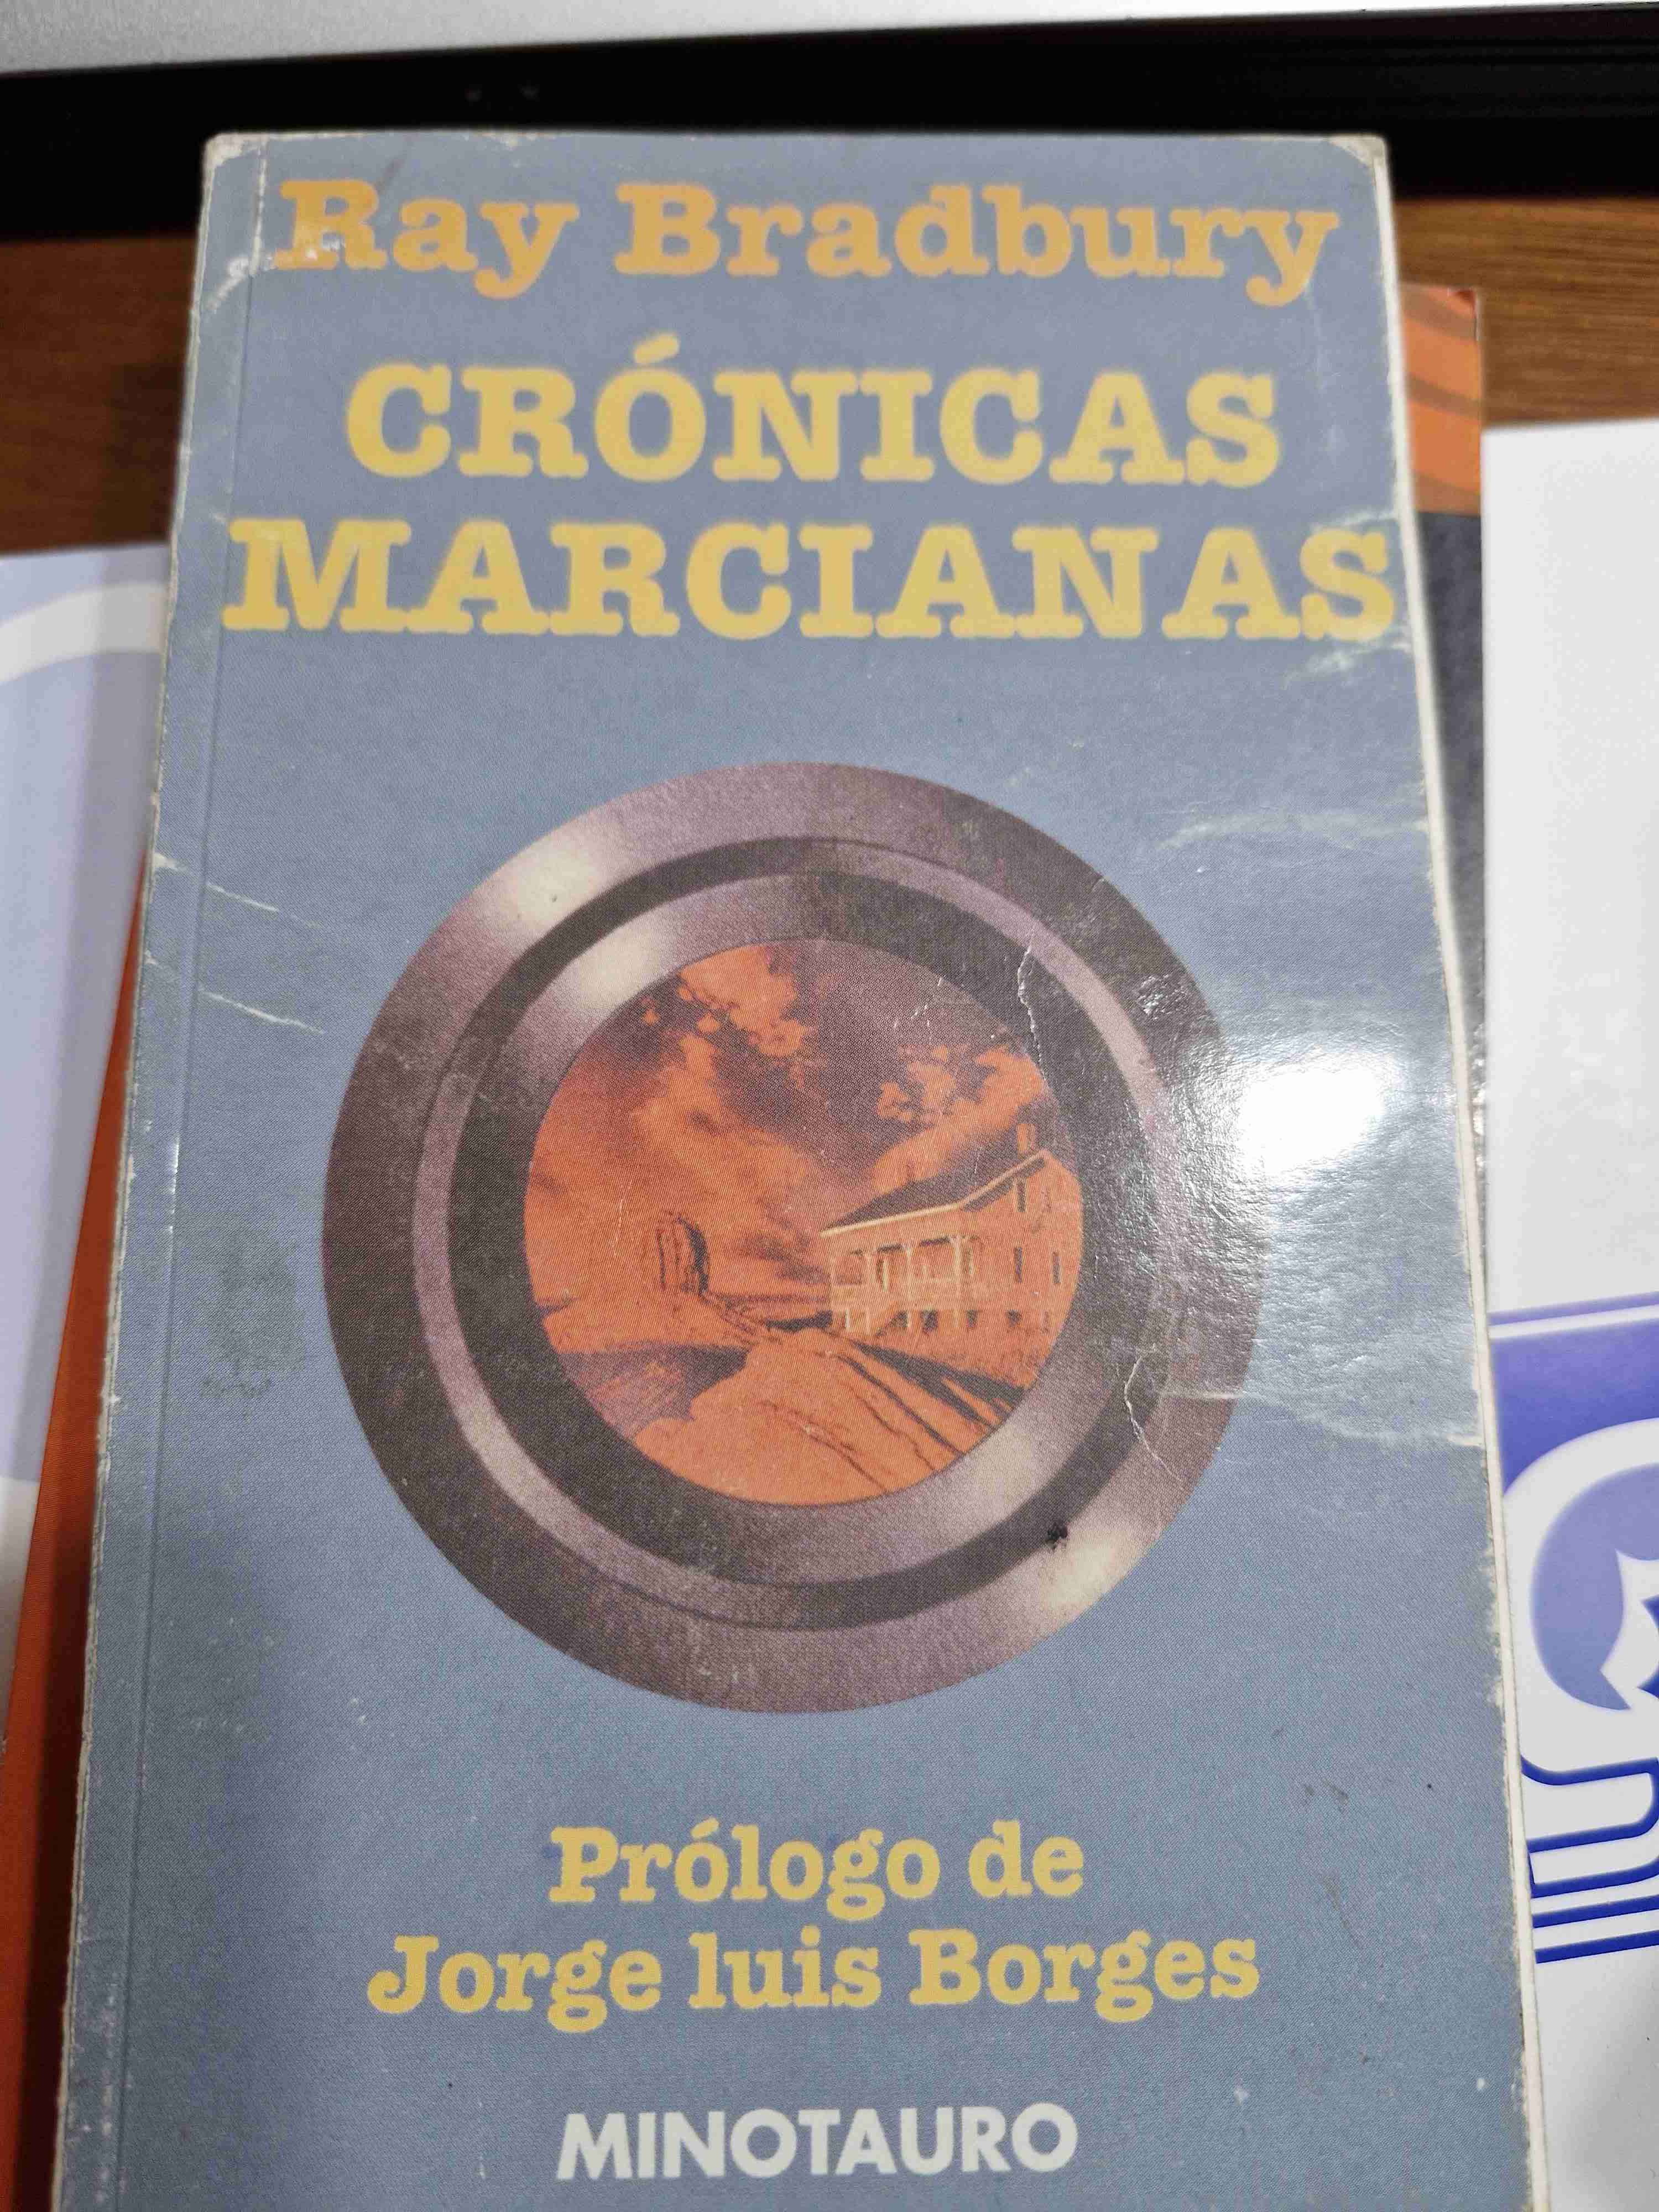 Ray Bradbury
CRÓNICAS
MARCIANAS
Prólogo de
Jorge luis Borges
MINOTAURO